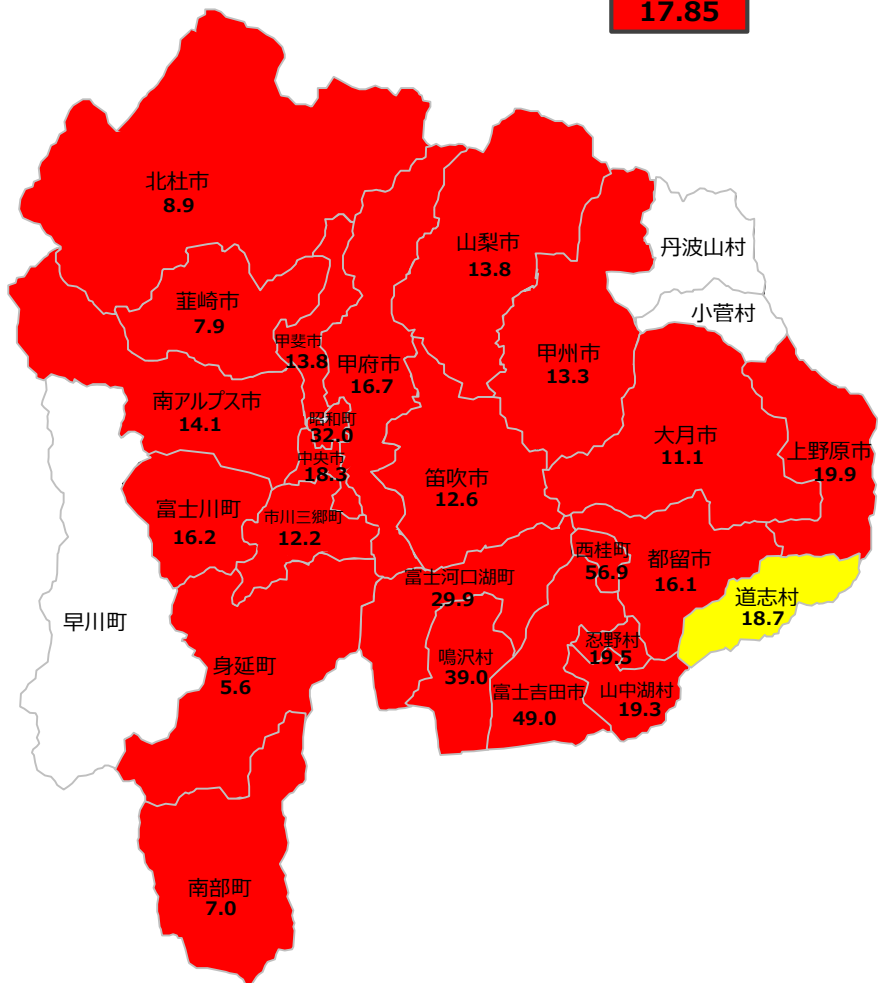 17.85
北杜市
8.9
丹波山村
山梨市
13.8
韮崎市
7.9
小菅村
甲斐市
13.8
甲府市
16.7
甲州市
13.3
南アルプス市
14.1
昭和町
32.0
大月市
11.1
上野原市
19.9
中央市
18.3
笛吹市
12.6
富士川町
16.2
市川三郷町
12.2
西桂町
56.9
都留市
16.1
富士河口湖町
29.9
道志村
18.7
早川町
忍野村
19.5
鳴沢村
39.0
身延町
5.6
富士吉田市
49.0
山中湖村
19.3
南部町
7.0